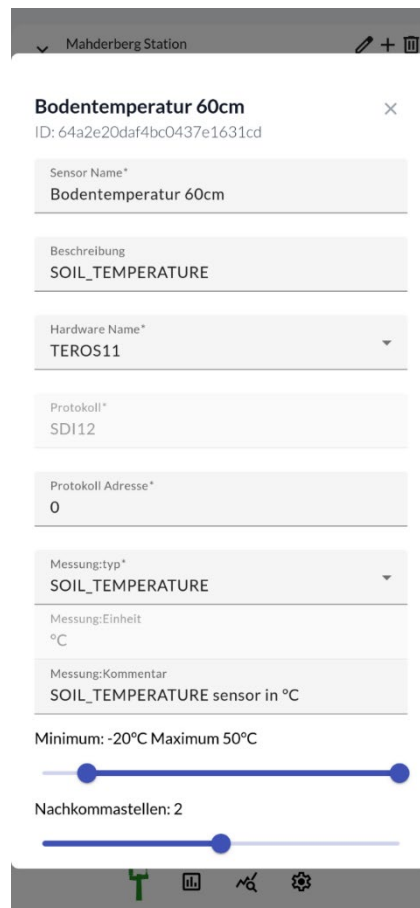 Mahderberg Station
Bodentemperatur 60cm
ID: 64a2e20daf4bc0437e1631cd
Sensor Name*
Bodentemperatur 60cm
Beschreibung
SOIL_TEMPERATURE
Hardware Name*
TEROS11
Protokoll*
SDI12
Protokoll Adresse*
0
Messung:typ*
SOIL_TEMPERATURE
Messung:Einheit
°C
Messung:Kommentar
SOIL_TEMPERATURE sensor in °C
Minimum: -20°C Maximum 50°C
Nachkommastellen: 2